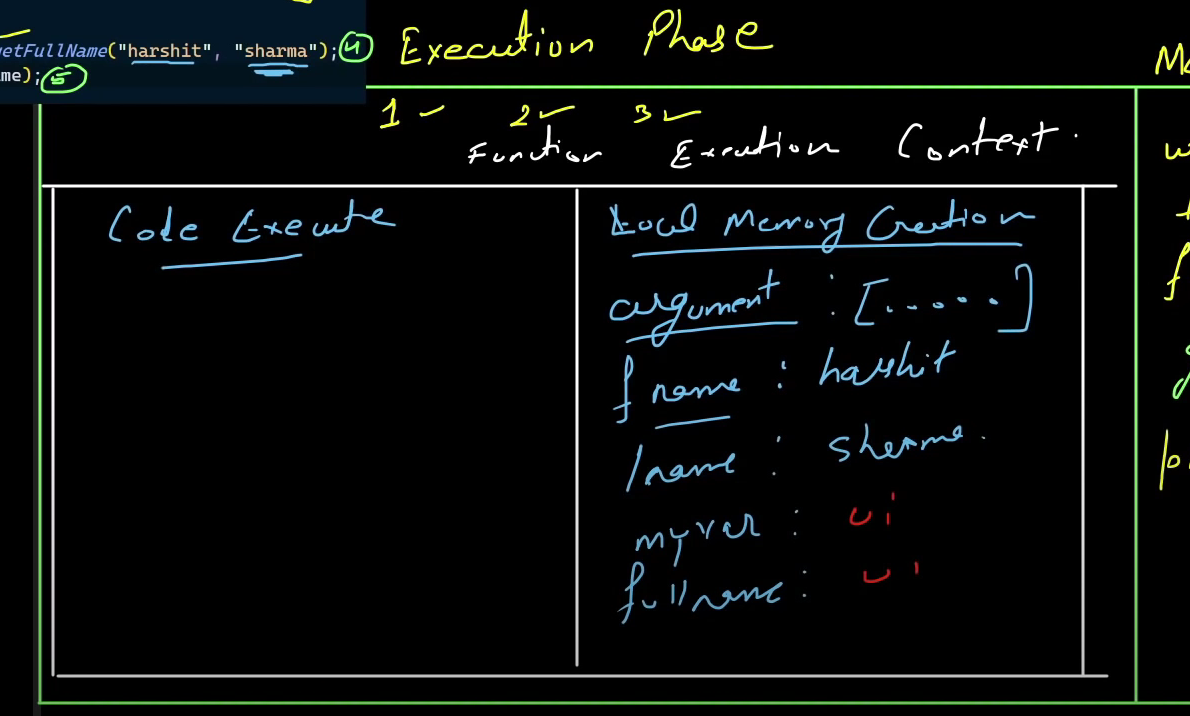 etFullName("harshit", "sharma"); 4
me); 5
Execution Phase
1 2 3
Function Execution Context.
Code Execute
Local Memory Creation
argument : [......]
fname : harshit
lname : sharma.
myvar : ui
fullname : ui